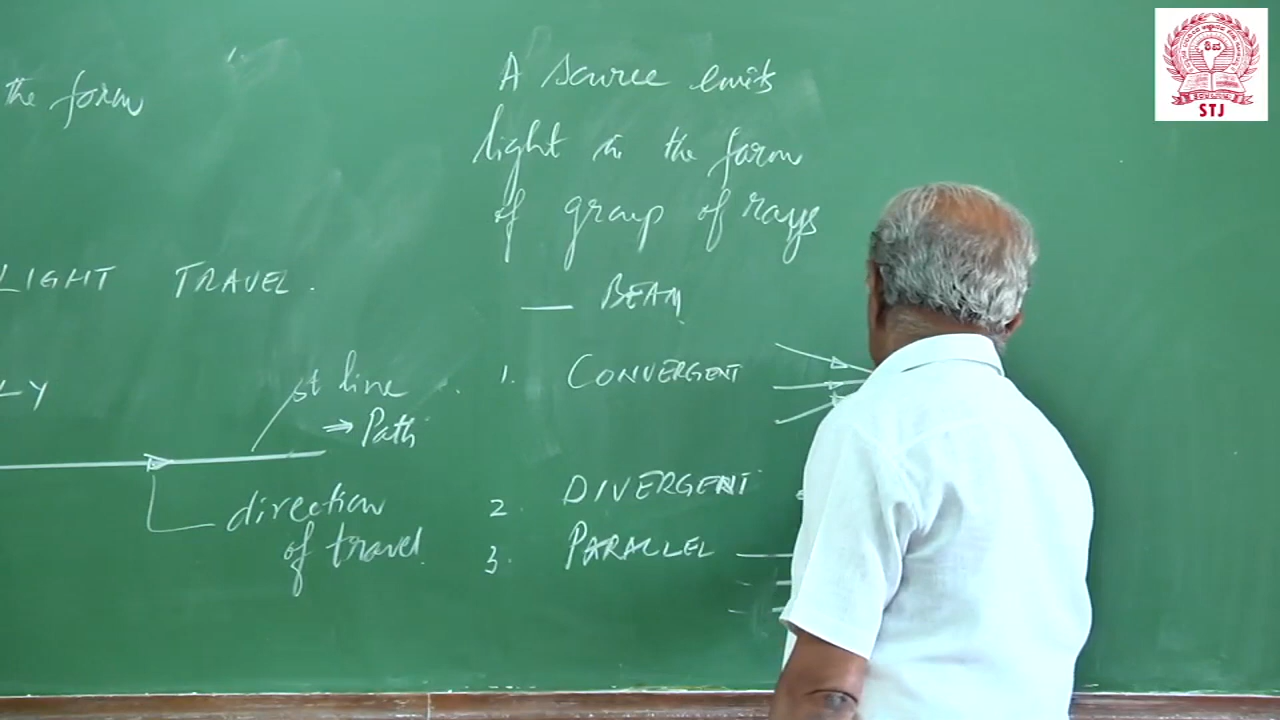 the form
LIGHT TRAVEL.
LY
st line
⇒ Path
direction
of travel.
A source emits
light in the form
of group of rays
— BEAM
1. CONVERGENT
2. DIVERGENT
3. PARALLEL
STJ